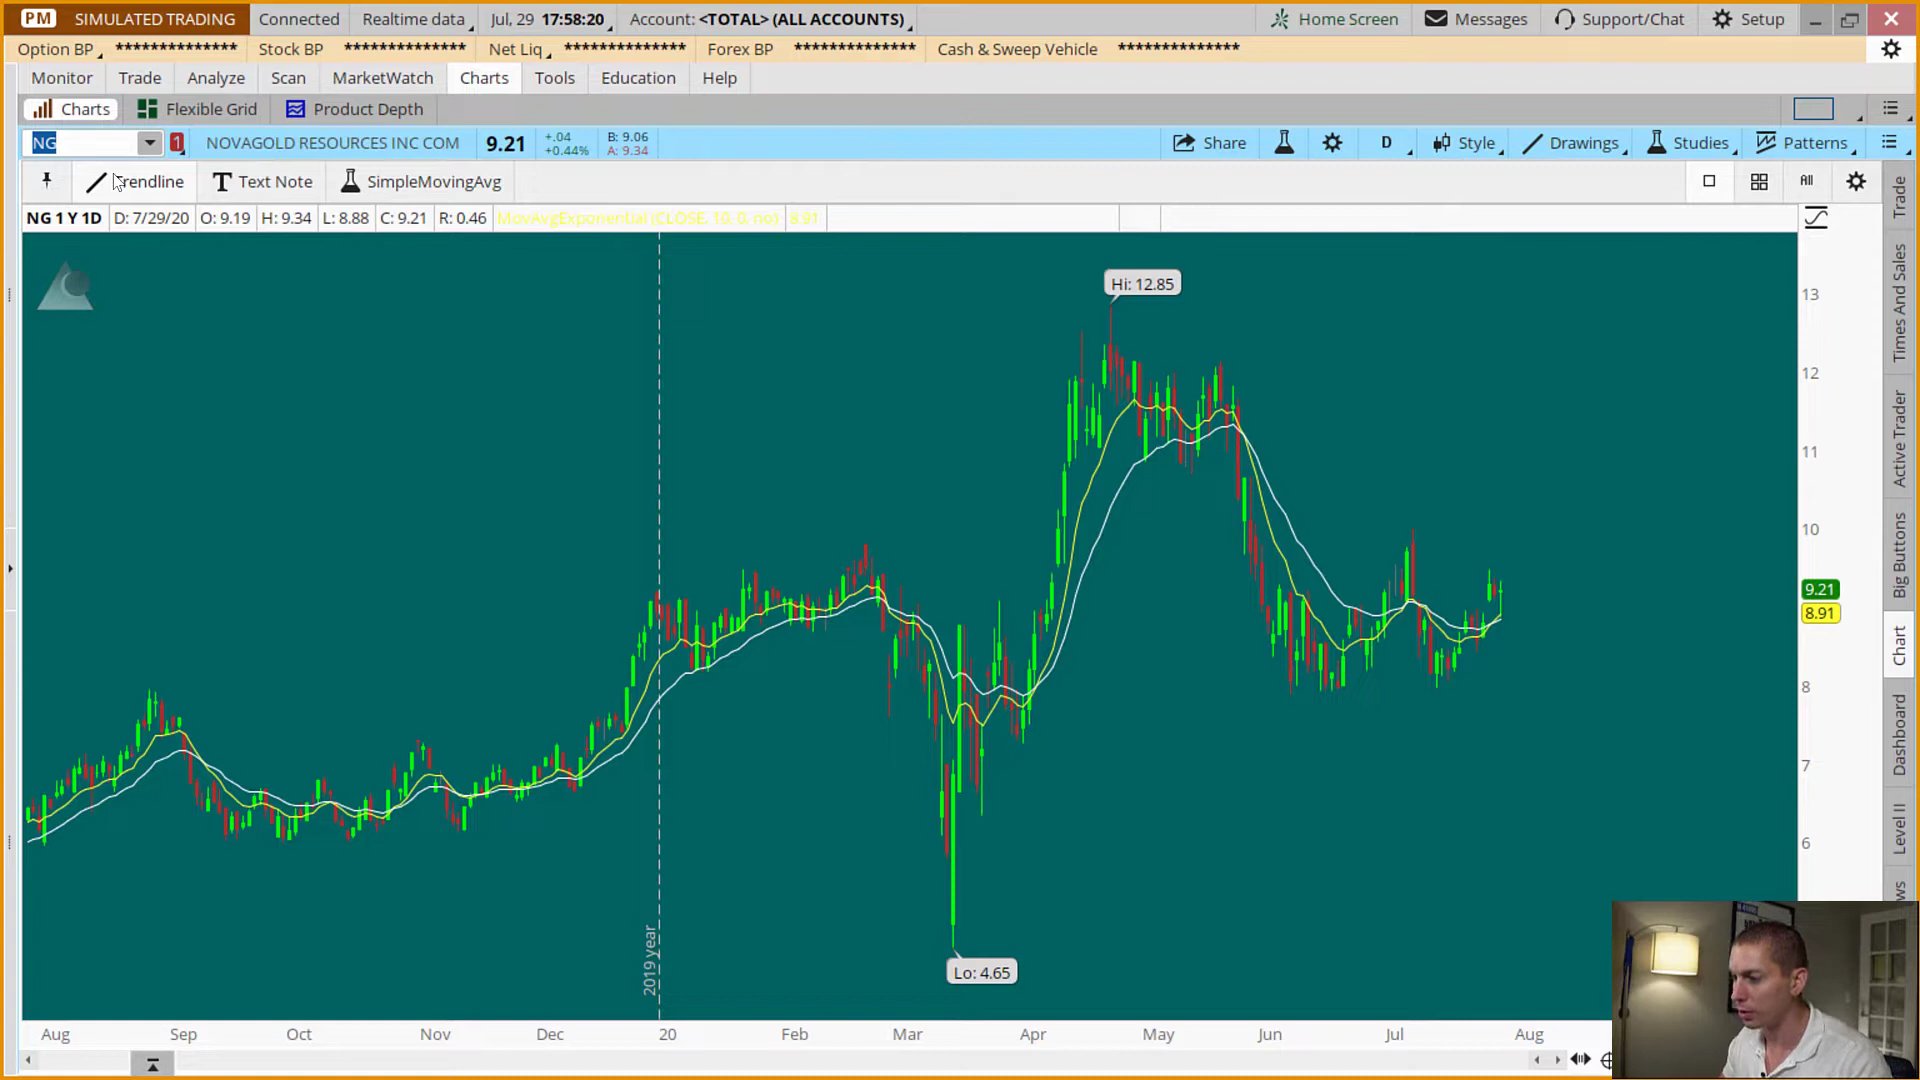 PM SIMULATED TRADING Connected Realtime data Jul, 29 17:58:20 Account: <TOTAL> (ALL ACCOUNTS) Home Screen Messages Support/Chat Setup
Option BP ************** Stock BP ************** Net Liq ************** Forex BP ************** Cash & Sweep Vehicle **************
Monitor Trade Analyze Scan MarketWatch Charts Tools Education Help
Charts Flexible Grid Product Depth
NG 1 NOVAGOLD RESOURCES INC COM 9.21 +.04 B: 9.06 Share D Style Drawings Studies Patterns
+0.44% A: 9.34
Trendline Text Note SimpleMovingAvg All
NG 1 Y 1D D: 7/29/20 O: 9.19 H: 9.34 L: 8.88 C: 9.21 R: 0.46 MovAvgExponential (CLOSE, 10, 0, no) 8.91
Hi: 12.85
13
12
11
10
9.21
8.91
8
7
6
Lo: 4.65
2019 year
Aug Sep Oct Nov Dec 20 Feb Mar Apr May Jun Jul Aug
Trade
Times And Sales
Active Trader
Big Buttons
Chart
Dashboard
Level II